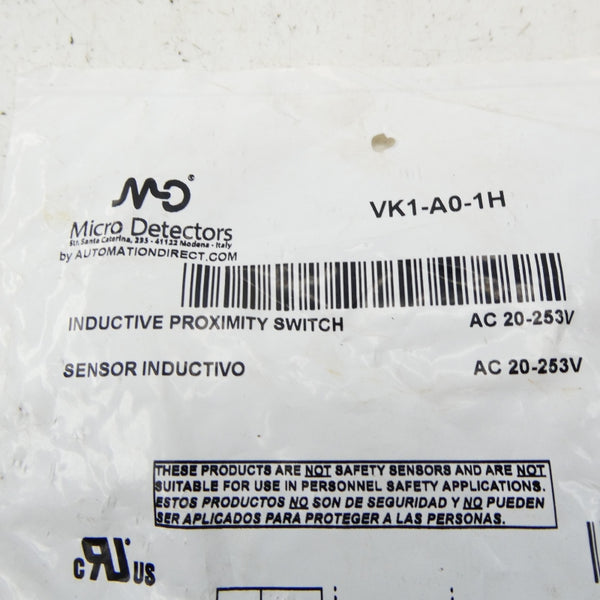 MD®
VK1-A0-1H
Micro Detectors
Str. Santa Caterina, 235 - 41122 Modena - Italy
by AUTOMATIONDIRECT.COM
INDUCTIVE PROXIMITY SWITCH AC 20-253V
SENSOR INDUCTIVO AC 20-253V
THESE PRODUCTS ARE NOT SAFETY SENSORS AND ARE NOT
SUITABLE FOR USE IN PERSONNEL SAFETY APPLICATIONS.
ESTOS PRODUCTOS NO SON DE SEGURIDAD Y NO PUEDEN
SER APLICADOS PARA PROTEGER A LAS PERSONAS.
c RU US